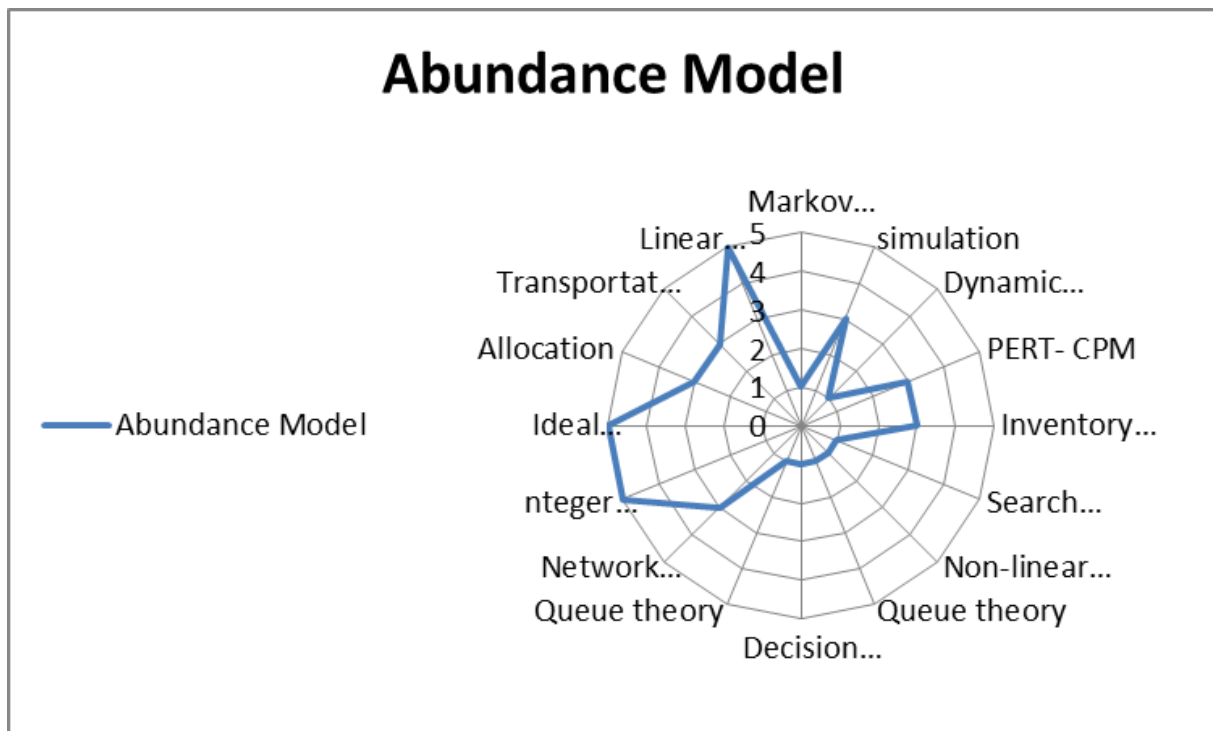 Abundance Model
Markov...
simulation
Dynamic...
PERT- CPM
Inventory...
Search...
Non-linear...
Queue theory
Decision...
Queue theory
Network...
nteger...
Ideal...
Allocation
Transportat...
Linear...
5
4
3
2
1
0
Abundance Model